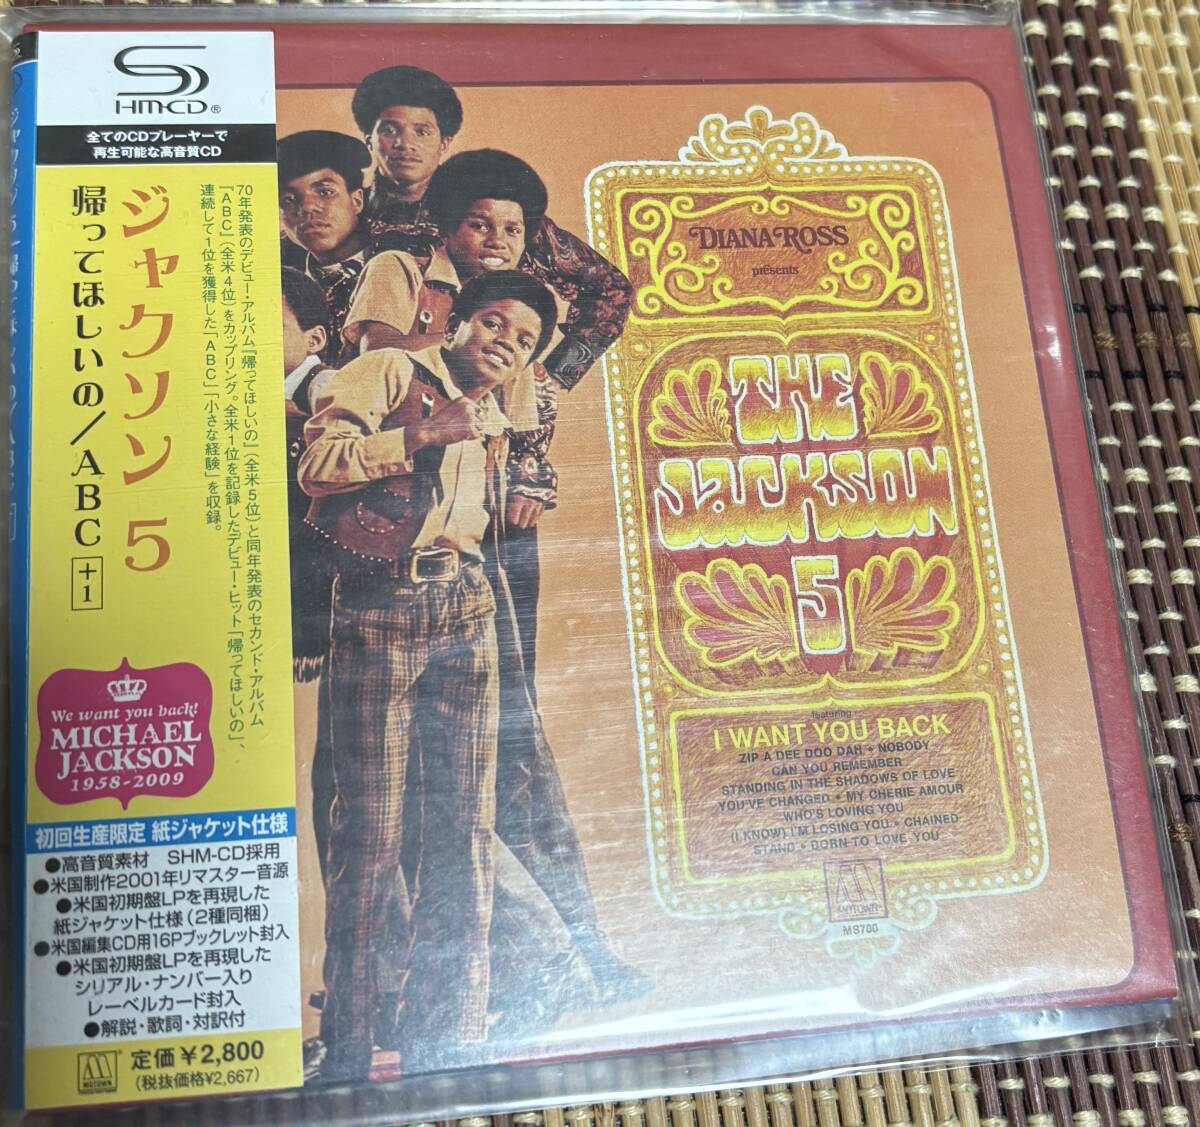 HM-CD®
全てのCDプレーヤーで
再生可能な高音質CD
ジャクソン5
帰ってほしいの/ABC +1
70年発表のデビュー・アルバム『帰ってほしいの』(全米5位)と同年発表のセカンド・アルバム
『ABC』(全米4位)をカップリング。全米1位を記録したデビュー・ヒット「帰ってほしいの」、
連続して1位を獲得した「ABC」「小さな経験」を収録。
We want you back!
MICHAEL
JACKSON
1958-2009
初回生産限定 紙ジャケット仕様
●高音質素材 SHM-CD採用
●米国制作2001年リマスター音源
●米国初期盤LPを再現した
紙ジャケット仕様(2種同梱)
●米国編集CD用16Pブックレット封入
●米国初期盤LPを再現した
シリアル・ナンバー入り
レーベルカード封入
●解説・歌詞・対訳付
MOTOWN
定価¥2,800
(税抜価格¥2,667)
DIANA ROSS
presents
THE
JACKSON
5
featuring
I WANT YOU BACK
ZIP A DEE DOO DAH • NOBODY
CAN YOU REMEMBER
STANDING IN THE SHADOWS OF LOVE
YOU'VE CHANGED • MY CHERIE AMOUR
WHO'S LOVING YOU
(I KNOW) I'M LOSING YOU • CHAINED
STAND • BORN TO LOVE YOU
MOTOWN
MS700